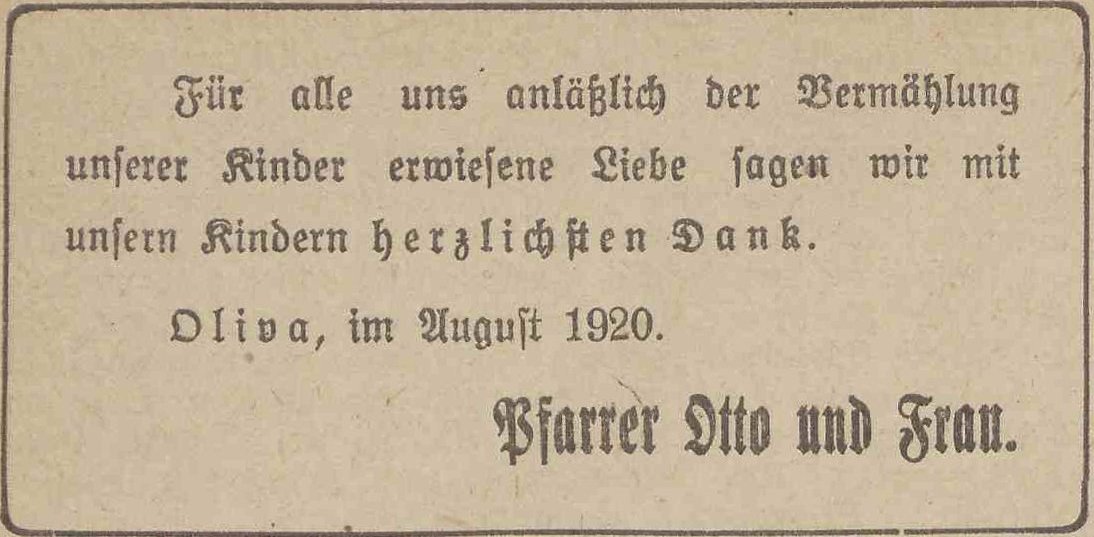 Für alle uns anläßlich der Vermählung
unserer Kinder erwiesene Liebe sagen wir mit
unsern Kindern herzlichsten Dank.
Oliva, im August 1920.
Pfarrer Otto und Frau.